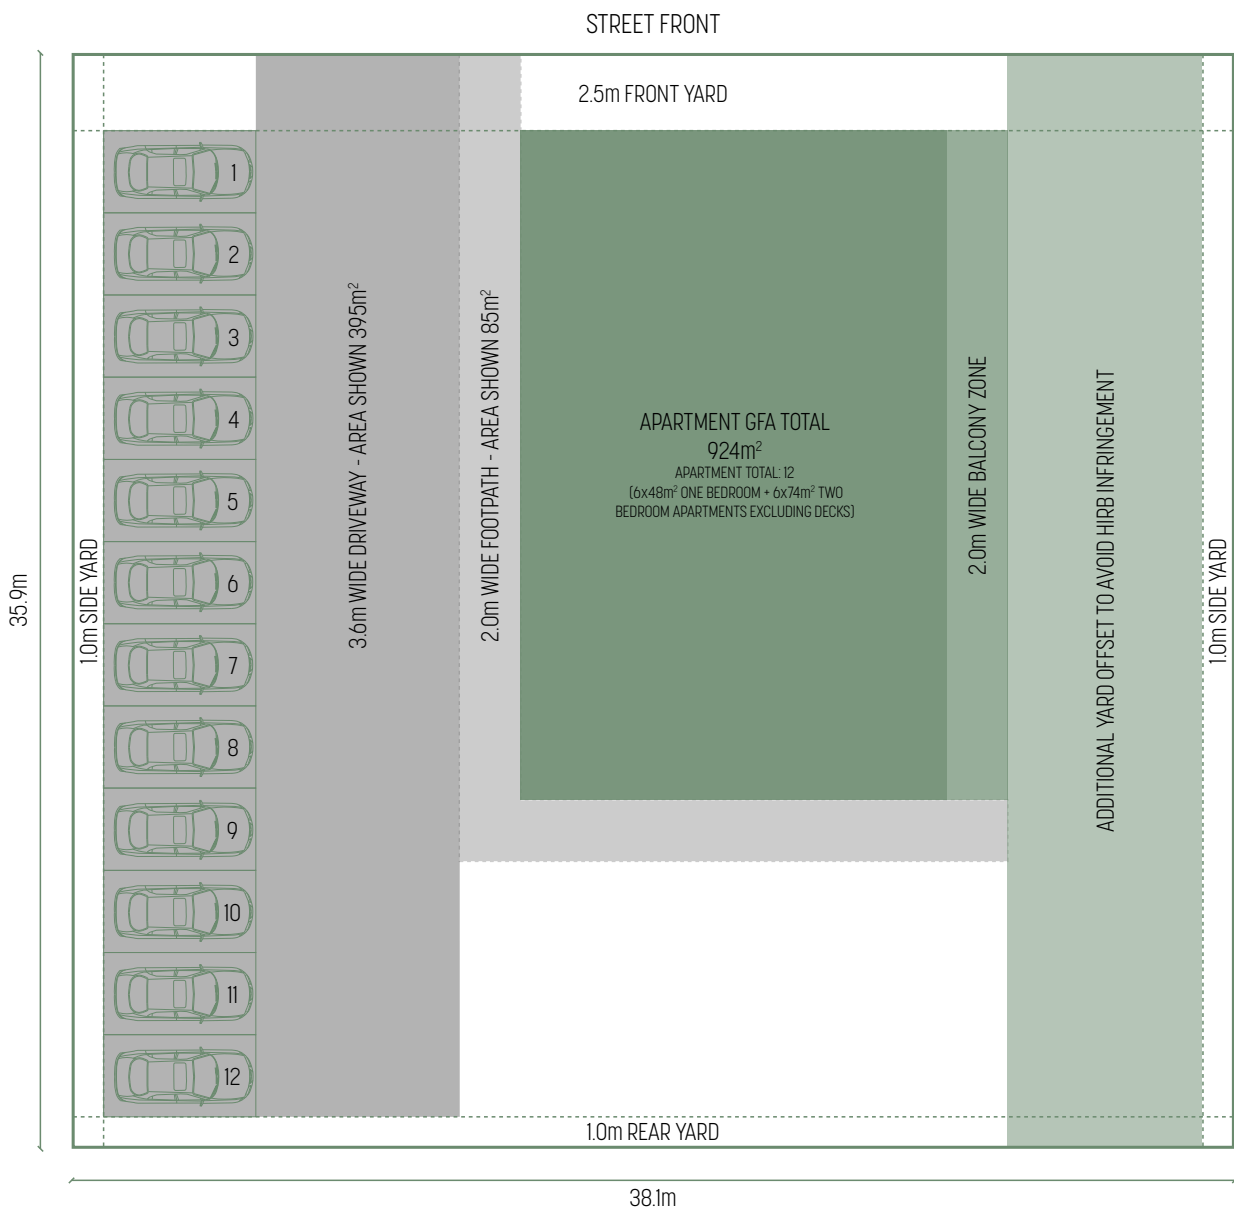 STREET FRONT
2.5m FRONT YARD
1
2
3
4
5
6
7
8
9
10
11
12
35.9m
1.0m SIDE YARD
3.6m WIDE DRIVEWAY - AREA SHOWN 395m²
2.0m WIDE FOOTPATH - AREA SHOWN 85m²
APARTMENT GFA TOTAL
924m²
APARTMENT TOTAL: 12
(6x48m² ONE BEDROOM + 6x74m² TWO
BEDROOM APARTMENTS EXCLUDING DECKS)
2.0m WIDE BALCONY ZONE
ADDITIONAL YARD OFFSET TO AVOID HIRB INFRINGEMENT
1.0m SIDE YARD
1.0m REAR YARD
38.1m